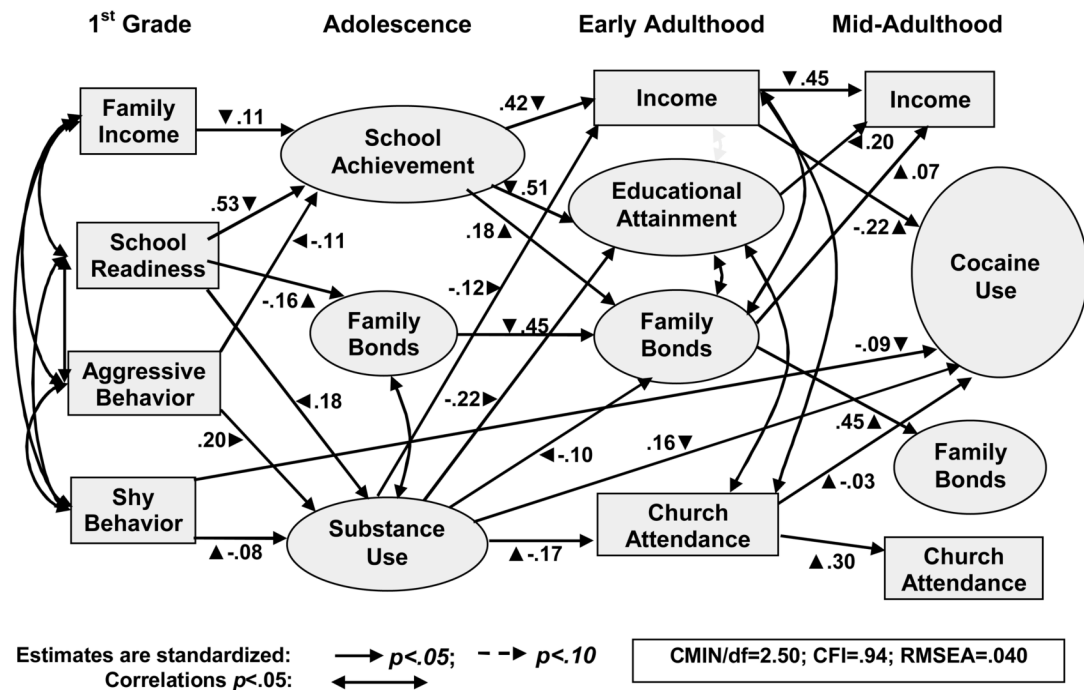 1st Grade
Adolescence
Early Adulthood
Mid-Adulthood
Family
Income
▼.11
School
Achievement
.42▼
Income
▼.45
Income
◄.20
▲.07
.53▼
▼.51
Educational
Attainment
School
Readiness
◄-.11
.18▲
-.22▲
Cocaine
Use
-.16▲
-.12►
Family
Bonds
▼.45
Family
Bonds
-.09▼
Aggressive
Behavior
◄.18
-.22►
.20►
◄-.10
.16▼
.45▲
Family
Bonds
Shy
Behavior
▲-.08
Substance
Use
▲-.17
Church
Attendance
▲-.03
▲.30
Church
Attendance
Estimates are standardized: p<.05; p<.10
Correlations p<.05:
CMIN/df=2.50; CFI=.94; RMSEA=.040